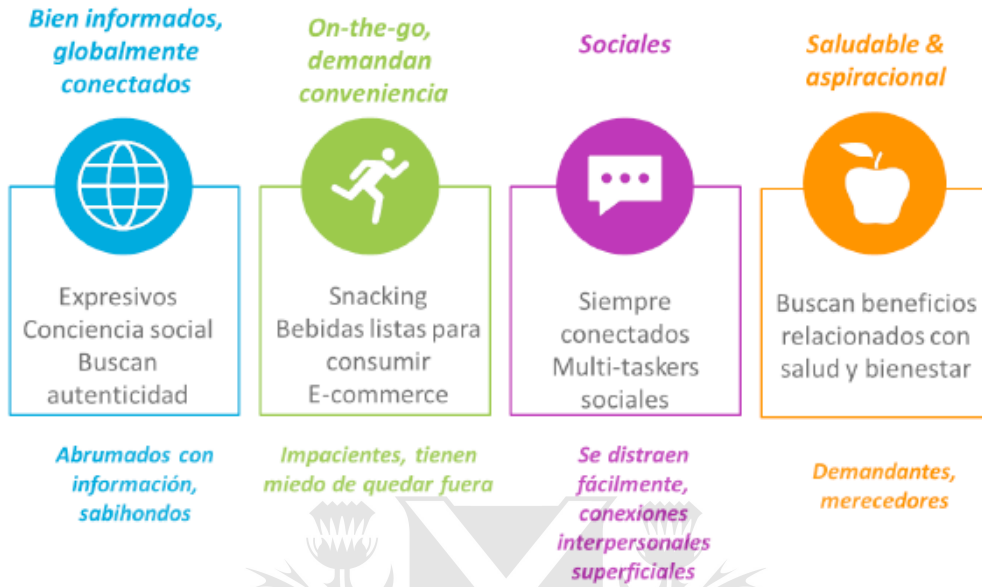 Bien informados,
globalmente
conectados
On-the-go,
demandan
conveniencia
Sociales
Saludable &
aspiracional
Expresivos
Conciencia social
Buscan
autenticidad
Snacking
Bebidas listas para
consumir
E-commerce
Siempre
conectados
Multi-taskers
sociales
Buscan beneficios
relacionados con
salud y bienestar
Abrumados con
información,
sabihondos
Impacientes, tienen
miedo de quedar fuera
Se distraen
fácilmente,
conexiones
interpersonales
superficiales
Demandantes,
merecedores